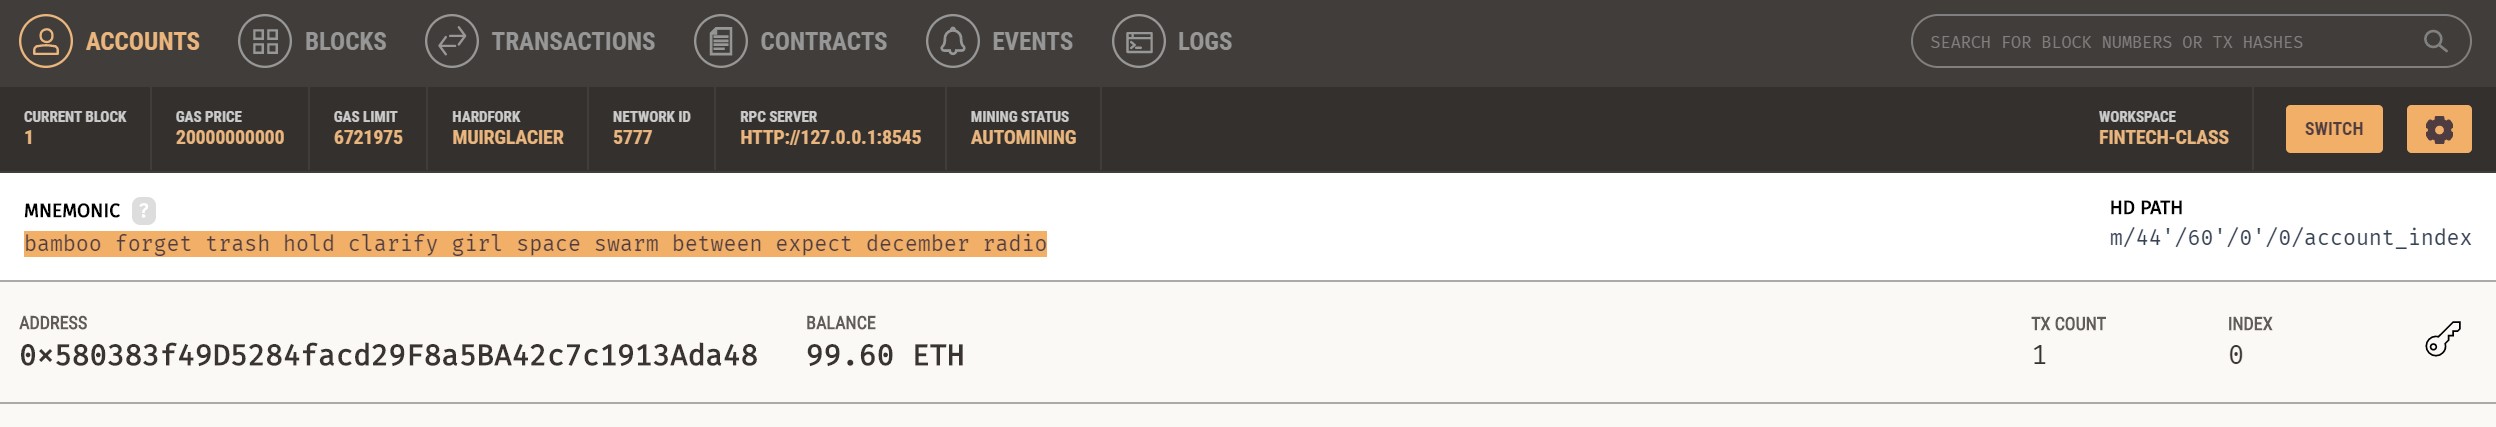 ACCOUNTS BLOCKS TRANSACTIONS CONTRACTS EVENTS LOGS SEARCH FOR BLOCK NUMBERS OR TX HASHES
CURRENT BLOCK GAS PRICE GAS LIMIT HARDFORK NETWORK ID RPC SERVER MINING STATUS WORKSPACE
1 20000000000 6721975 MUIRGLACIER 5777 HTTP://127.0.0.1:8545 AUTOMINING FINTECH-CLASS SWITCH
MNEMONIC ? HD PATH
bamboo forget trash hold clarify girl space swarm between expect december radio m/44'/60'/0'/0/account_index
ADDRESS BALANCE TX COUNT INDEX
0×580383f49D5284facd29F8a5BA42c7c1913Ada48 99.60 ETH 1 0